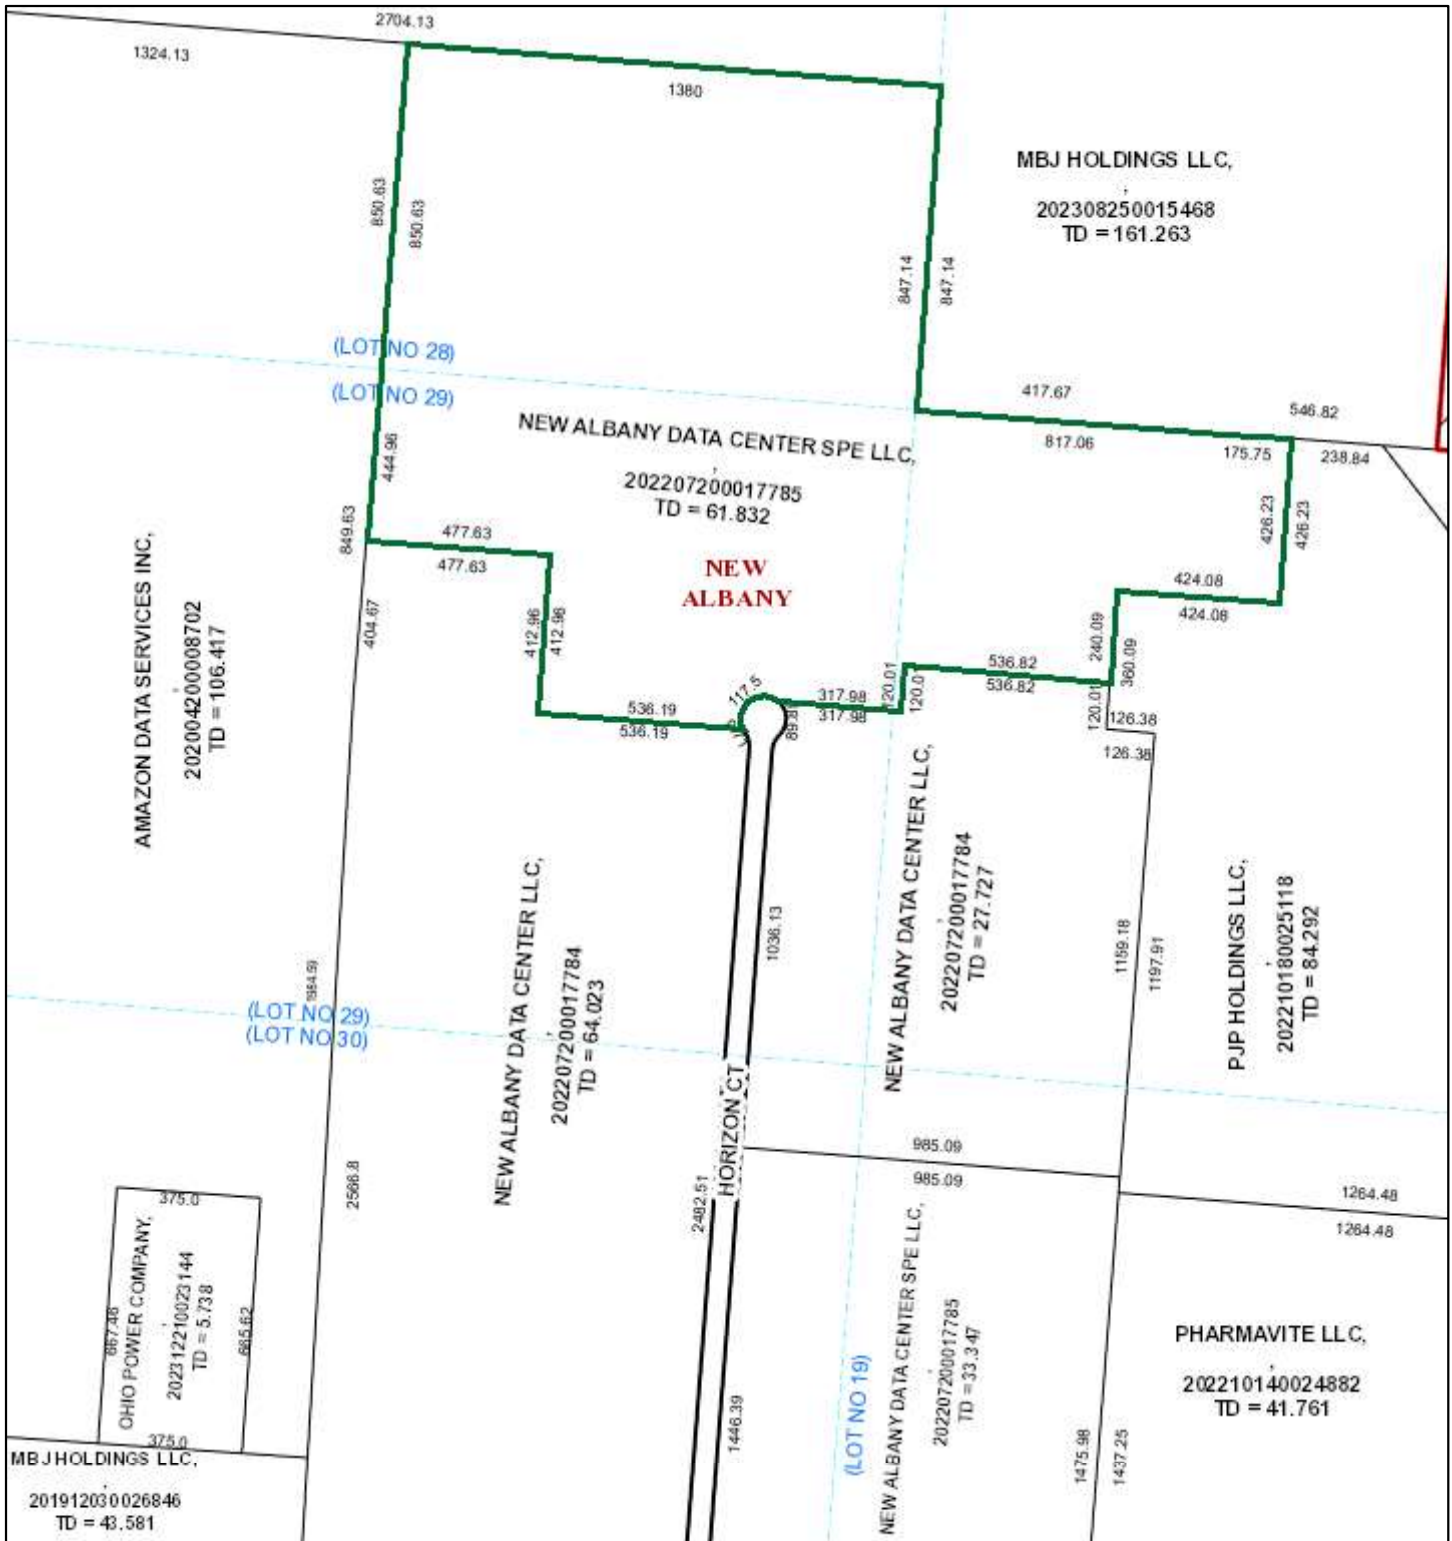 2704.13
1324.13
1380
MBJ HOLDINGS LLC,
,
202308250015468
TD = 161.263
850.63
850.63
847.14
847.14
(LOT NO 28)
(LOT NO 29)
417.67
546.82
817.06
175.75
238.84
NEW ALBANY DATA CENTER SPE LLC,
,
202207200017785
TD = 61.832
444.96
849.63
426.23
426.23
477.63
477.63
NEW
ALBANY
424.08
424.08
AMAZON DATA SERVICES INC,
,
202004200008702
TD = 106.417
404.67
412.96
412.96
240.09
360.09
536.82
536.82
117.5
317.98
317.98
89.8
120.01
120.0
536.19
536.19
120.01
126.38
126.38
NEW ALBANY DATA CENTER LLC,
,
202207200017784
TD = 64.023
1036.13
NEW ALBANY DATA CENTER LLC,
,
202207200017784
TD = 27.727
1159.18
1197.91
PJP HOLDINGS LLC,
,
202210180025118
TD = 84.292
(LOT NO 29)
(LOT NO 30)
HORIZON CT
985.09
985.09
2566.8
2482.51
1264.48
1264.48
375.0
OHIO POWER COMPANY,
,
202312210023144
TD = 5.738
667.46
665.62
375.0
MBJ HOLDINGS LLC,
,
201912030026846
TD = 43.581
1446.39
(LOT NO 19)
NEW ALBANY DATA CENTER SPE LLC,
,
202207200017785
TD = 33.347
PHARMAVITE LLC,
,
202210140024882
TD = 41.761
1475.98
1437.25